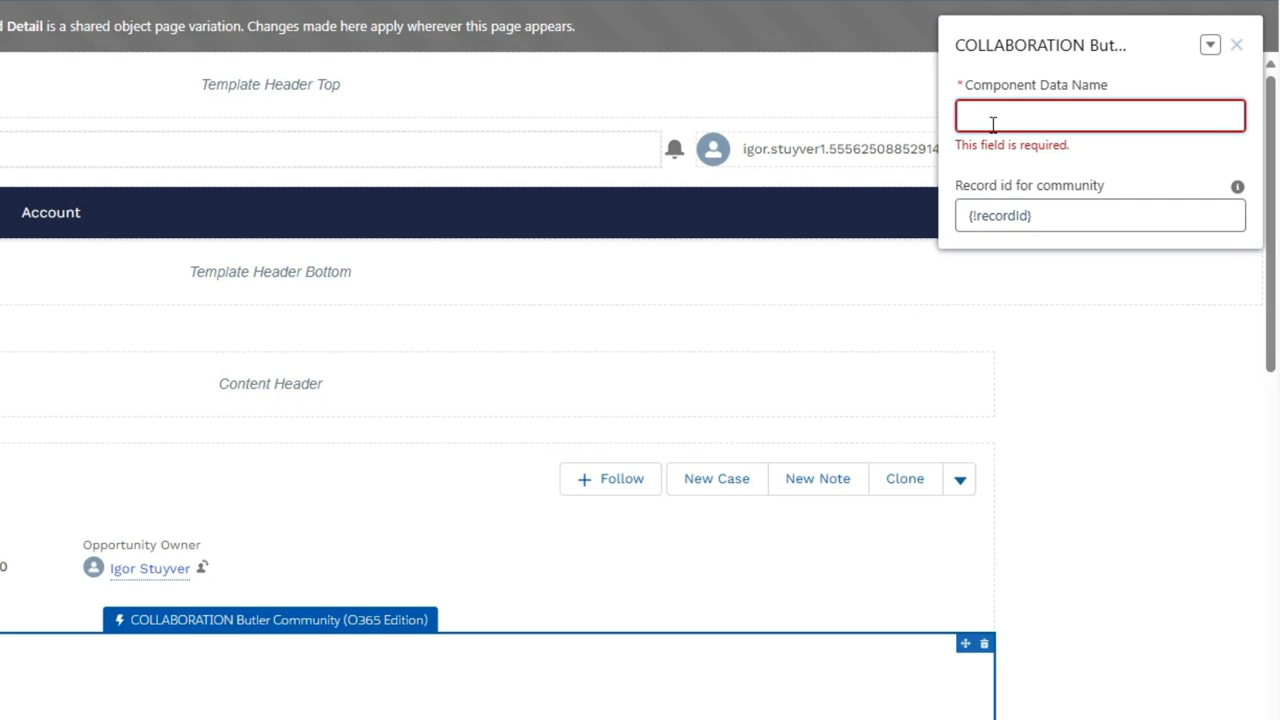 d Detail is a shared object page variation. Changes made here apply wherever this page appears.
COLLABORATION But...
*Component Data Name
This field is required.
Record id for community
{!recordId}
Template Header Top
igor.stuyver1.55562508852914
Account
Template Header Bottom
Content Header
Follow
New Case
New Note
Clone
Opportunity Owner
0
Igor Stuyver
COLLABORATION Butler Community (O365 Edition)